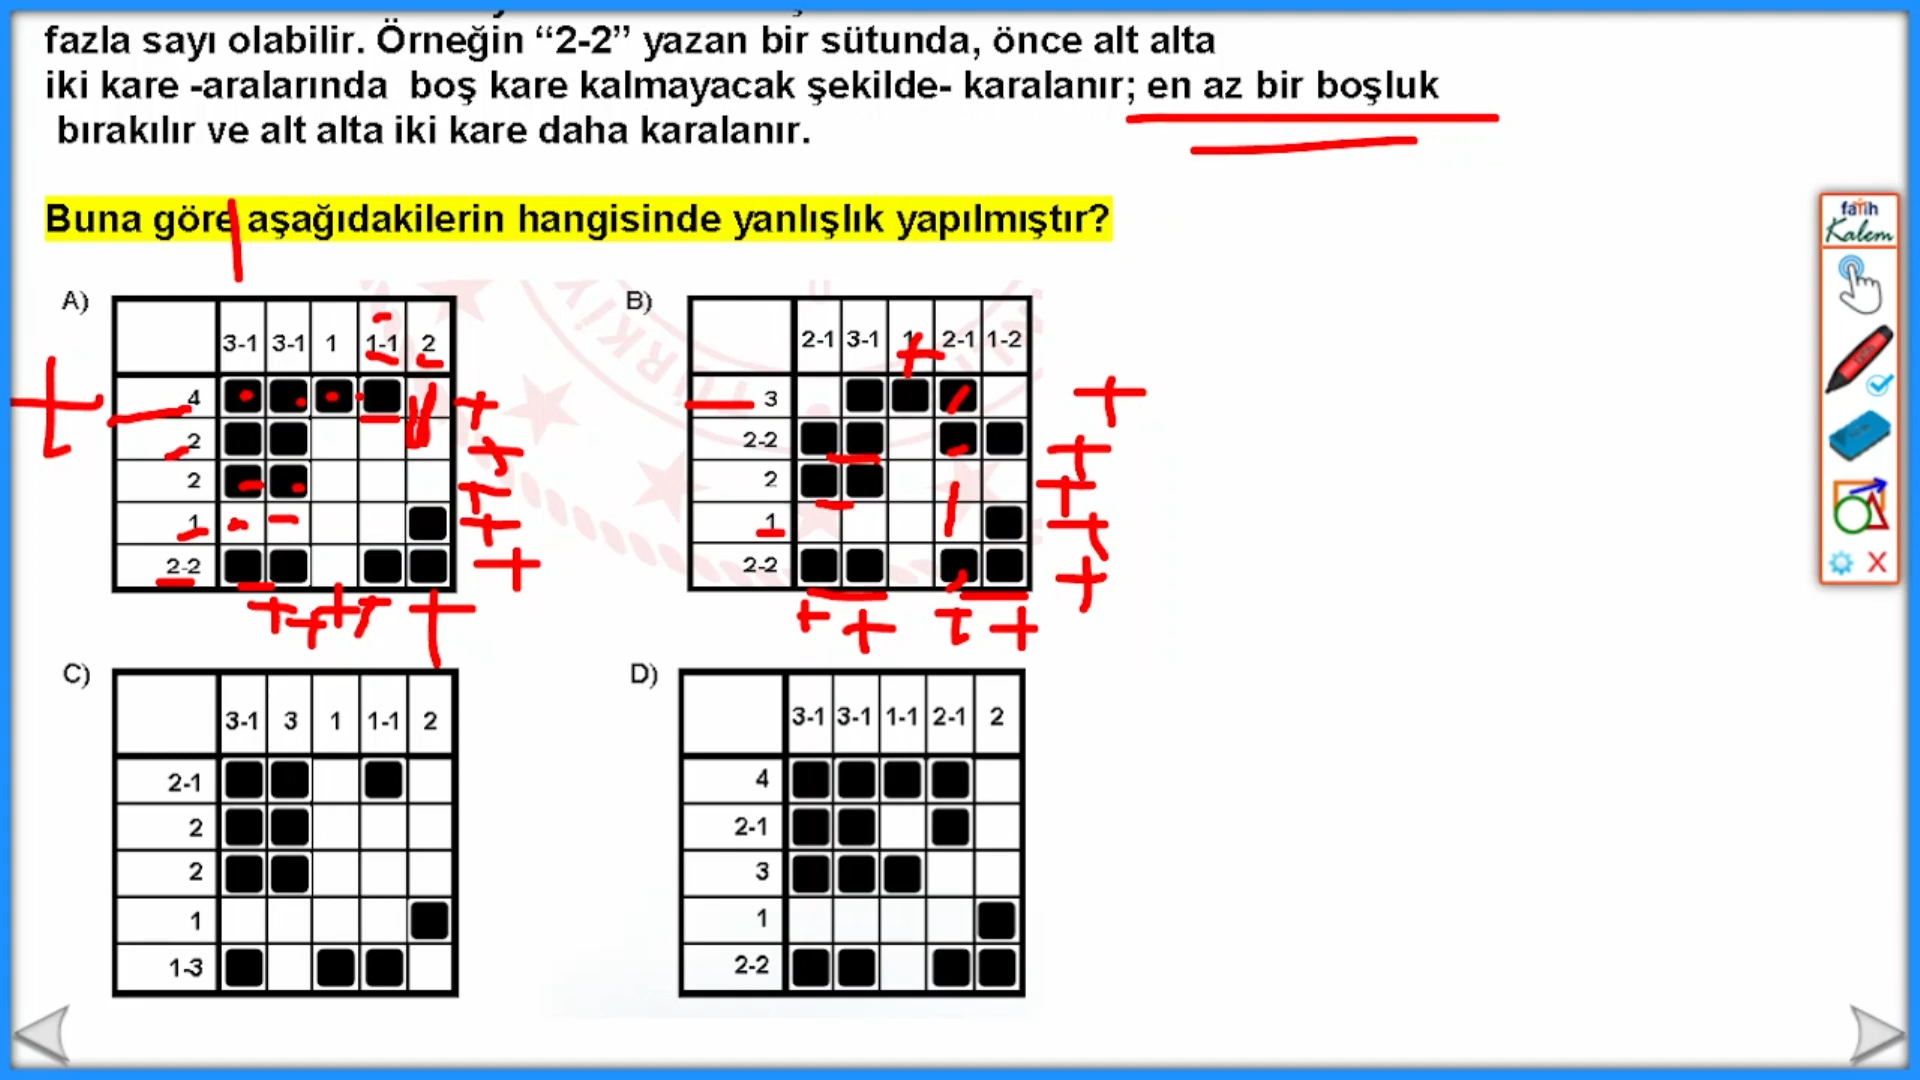 fazla sayı olabilir. Örneğin “2-2” yazan bir sütunda, önce alt alta
iki kare -aralarında boş kare kalmayacak şekilde- karalanır; en az bir boşluk
bırakılır ve alt alta iki kare daha karalanır.
Buna göre aşağıdakilerin hangisinde yanlışlık yapılmıştır?
fatih
Kalem
A)
3-1 3-1 1 1-1 2
4
2
2
1
2-2
B)
2-1 3-1 1 2-1 1-2
3
2-2
2
1
2-2
C)
3-1 3 1 1-1 2
2-1
2
2
1
1-3
D)
3-1 3-1 1-1 2-1 2
4
2-1
3
1
2-2